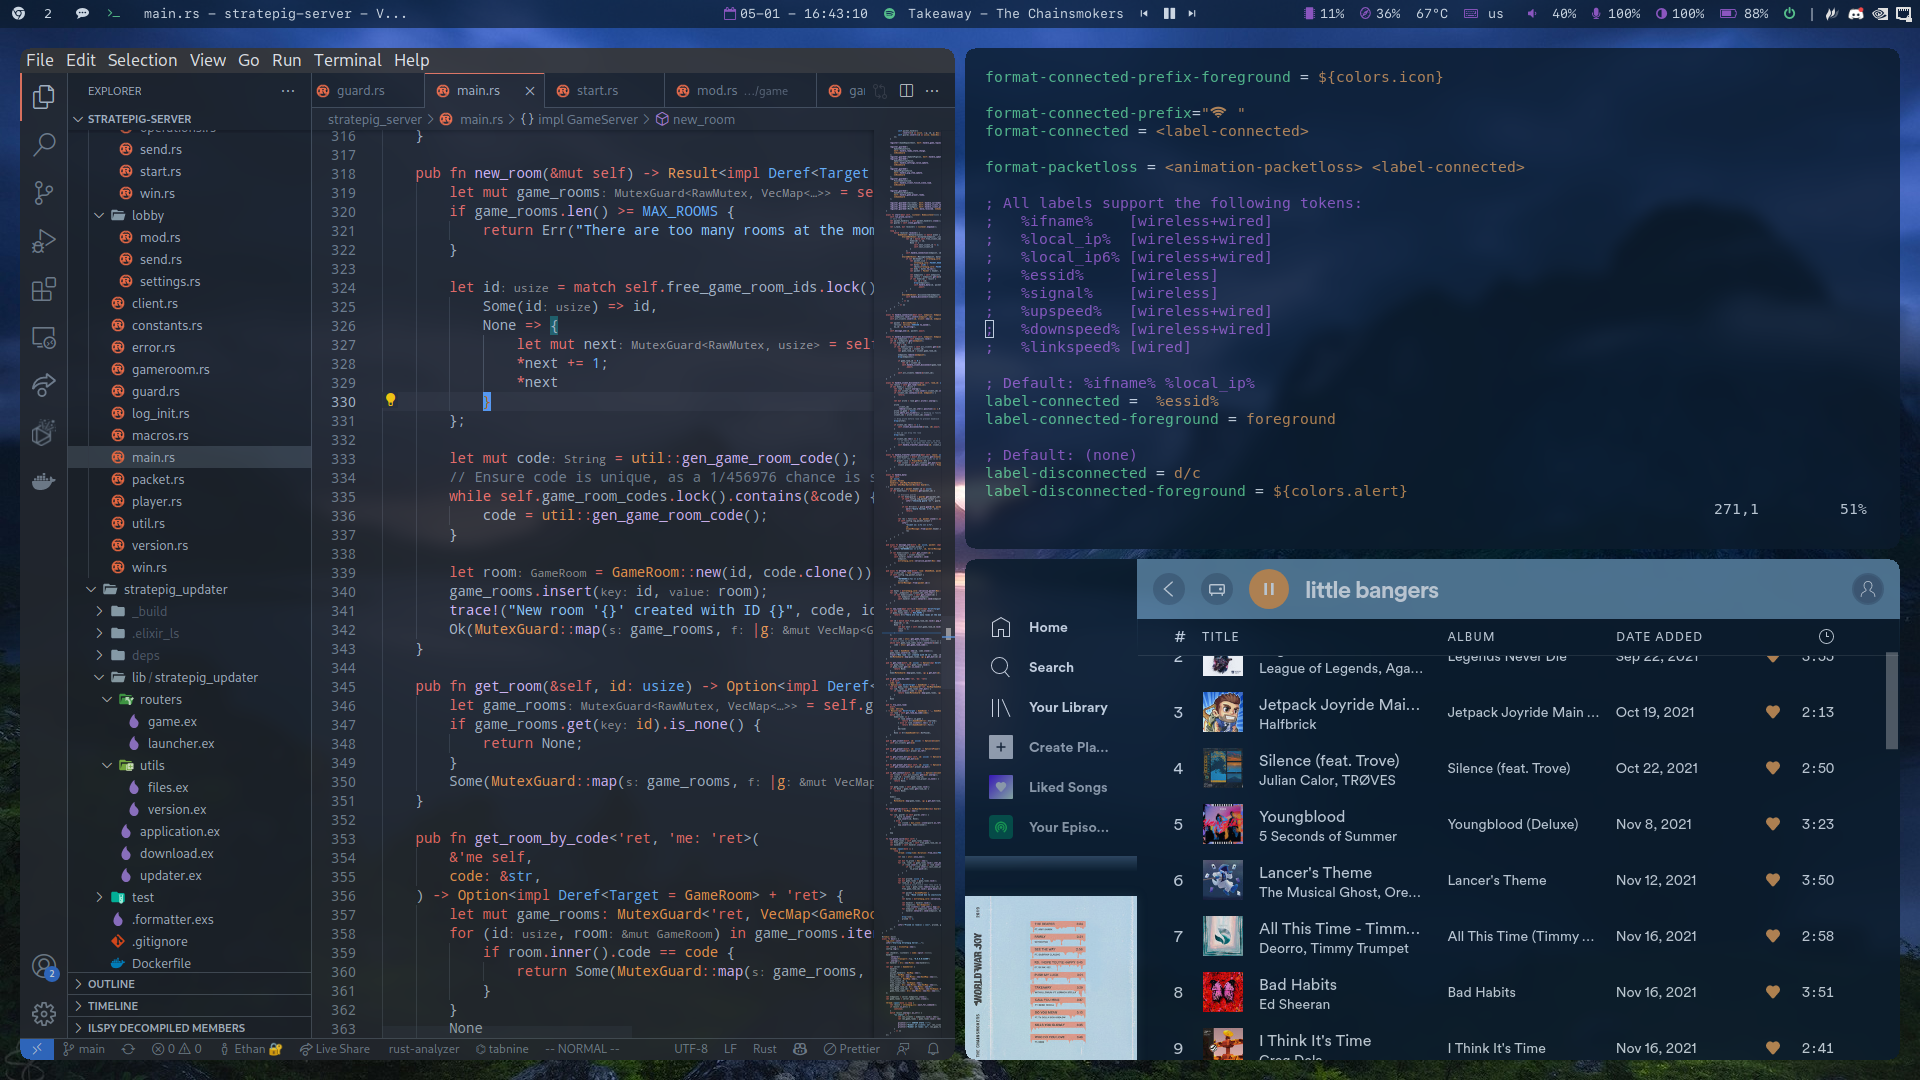 2
main.rs – stratepig-server – V...
05-01 – 16:43:10
Takeaway – The Chainsmokers
11%
36%
67°C
us
40%
100%
100%
88%
File Edit Selection View Go Run Terminal Help
EXPLORER
STRATEPIG-SERVER
operations.rs
send.rs
start.rs
win.rs
lobby
mod.rs
send.rs
settings.rs
client.rs
constants.rs
error.rs
gameroom.rs
guard.rs
log_init.rs
macros.rs
main.rs
packet.rs
player.rs
util.rs
version.rs
win.rs
stratepig_updater
_build
.elixir_ls
deps
lib / stratepig_updater
routers
game.ex
launcher.ex
utils
files.ex
version.ex
application.ex
download.ex
updater.ex
test
.formatter.exs
.gitignore
Dockerfile
OUTLINE
TIMELINE
ILSPY DECOMPILED MEMBERS
guard.rs
main.rs
start.rs
mod.rs .../game
stratepig_server > main.rs > {} impl GameServer > new_room
316 }
317
318 pub fn new_room(&mut self) -> Result<impl Deref<Target
319 let mut game_rooms: MutexGuard<RawMutex, VecMap<…>> = se
320 if game_rooms.len() >= MAX_ROOMS {
321 return Err("There are too many rooms at the mom
322 }
323
324 let id: usize = match self.free_game_room_ids.lock()
325 Some(id: usize) => id,
326 None => {
327 let mut next: MutexGuard<RawMutex, usize> = sel
328 *next += 1;
329 *next
330 }
331 };
332
333 let mut code: String = util::gen_game_room_code();
334 // Ensure code is unique, as a 1/456976 chance is s
335 while self.game_room_codes.lock().contains(&code) {
336 code = util::gen_game_room_code();
337 }
338
339 let room: GameRoom = GameRoom::new(id, code.clone())
340 game_rooms.insert(key: id, value: room);
341 trace!("New room '{}' created with ID {}", code, id
342 Ok(MutexGuard::map(s: game_rooms, f: |g: &mut VecMap<G
343 }
344
345 pub fn get_room(&self, id: usize) -> Option<impl Deref<
346 let game_rooms: MutexGuard<RawMutex, VecMap<…>> = self.g
347 if game_rooms.get(key: id).is_none() {
348 return None;
349 }
350 Some(MutexGuard::map(s: game_rooms, f: |g: &mut VecMap
351 }
352
353 pub fn get_room_by_code<'ret, 'me: 'ret>(
354 &'me self,
355 code: &str,
356 ) -> Option<impl Deref<Target = GameRoom> + 'ret> {
357 let mut game_rooms: MutexGuard<'ret, VecMap<GameRoo
358 for (id: usize, room: &mut GameRoom) in game_rooms.ite
359 if room.inner().code == code {
360 return Some(MutexGuard::map(s: game_rooms,
361 }
362 }
363 None
main
0 0
Ethan
Live Share
rust-analyzer
tabnine
-- NORMAL --
UTF-8
LF
Rust
Prettier
format-connected-prefix-foreground = ${colors.icon}
format-connected-prefix=" "
format-connected = <label-connected>
format-packetloss = <animation-packetloss> <label-connected>
; All labels support the following tokens:
; %ifname% [wireless+wired]
; %local_ip% [wireless+wired]
; %local_ip6% [wireless+wired]
; %essid% [wireless]
; %signal% [wireless]
; %upspeed% [wireless+wired]
; %downspeed% [wireless+wired]
; %linkspeed% [wired]
; Default: %ifname% %local_ip%
label-connected = %essid%
label-connected-foreground = foreground
; Default: (none)
label-disconnected = d/c
label-disconnected-foreground = ${colors.alert}
271,1 51%
Home
Search
Your Library
Create Pla...
Liked Songs
Your Episo...
WORLD WAR JOY
THE CHAINSMOKERS
little bangers
# TITLE ALBUM DATE ADDED
2 League of Legends, Aga... Legends Never Die Sep 22, 2021 3:55
3 Jetpack Joyride Mai... Jetpack Joyride Main ... Oct 19, 2021 2:13
Halfbrick
4 Silence (feat. Trove) Silence (feat. Trove) Oct 22, 2021 2:50
Julian Calor, TRØVES
5 Youngblood Youngblood (Deluxe) Nov 8, 2021 3:23
5 Seconds of Summer
6 Lancer's Theme Lancer's Theme Nov 12, 2021 3:50
The Musical Ghost, Ore...
7 All This Time - Timm... All This Time (Timmy ... Nov 16, 2021 2:58
Deorro, Timmy Trumpet
8 Bad Habits Bad Habits Nov 16, 2021 3:51
Ed Sheeran
9 I Think It's Time I Think It's Time Nov 16, 2021 2:41